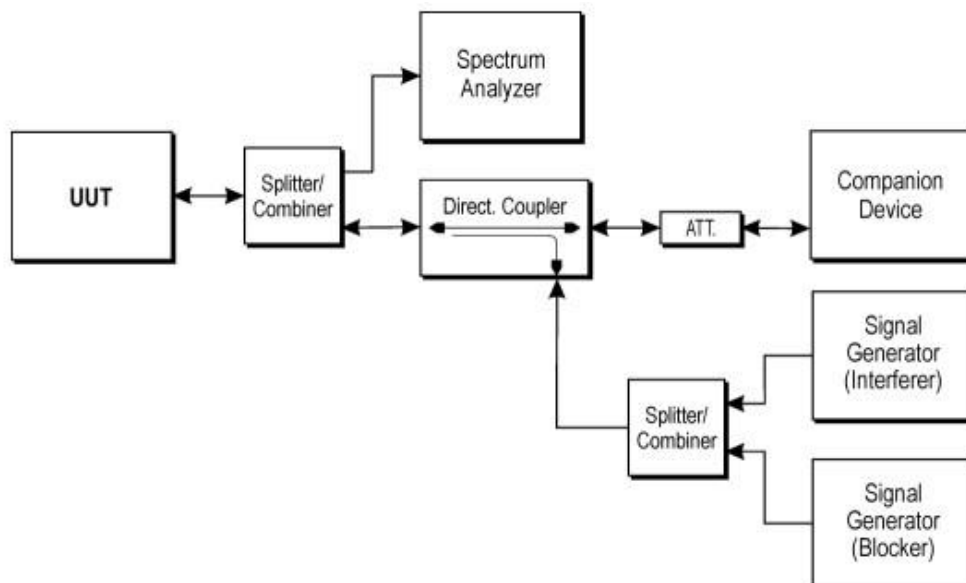 Spectrum
Analyzer
UUT
Splitter/
Combiner
Direct. Coupler
ATT.
Companion
Device
Signal
Generator
(Interferer)
Splitter/
Combiner
Signal
Generator
(Blocker)